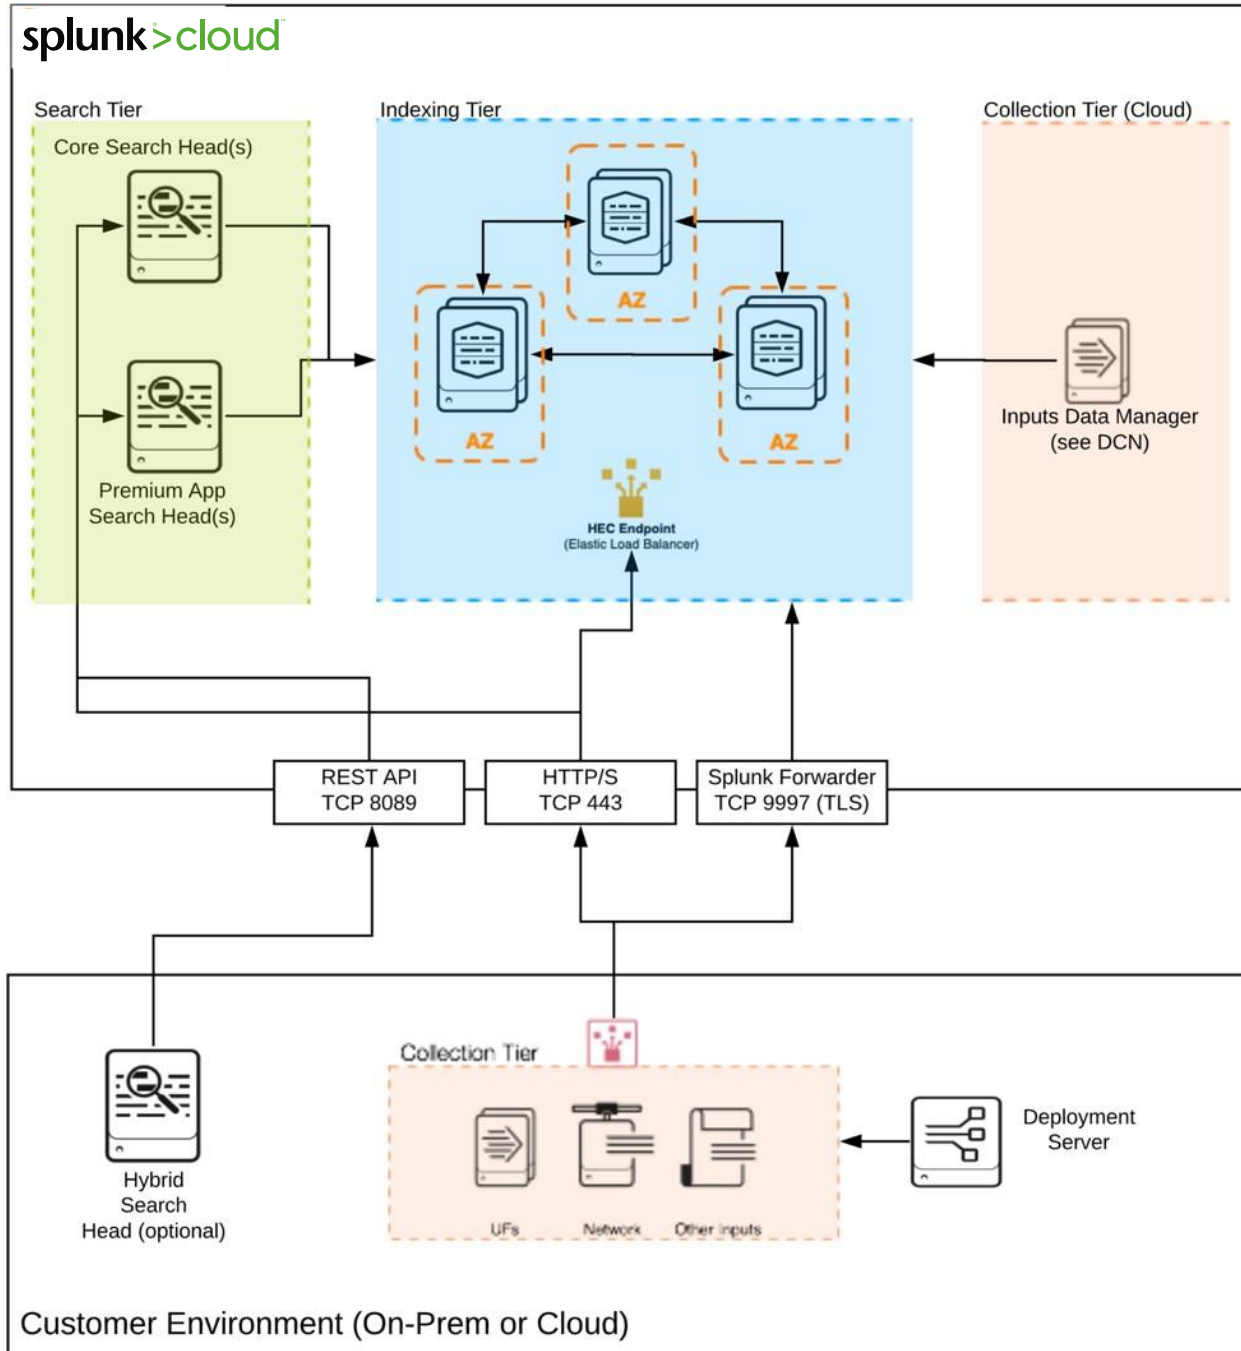 splunk>cloud
Search Tier
Indexing Tier
Collection Tier (Cloud)
Core Search Head(s)
AZ
AZ
AZ
Inputs Data Manager
(see DCN)
Premium App
Search Head(s)
HEC Endpoint
(Elastic Load Balancer)
REST API
TCP 8089
HTTP/S
TCP 443
Splunk Forwarder
TCP 9997 (TLS)
Collection Tier
Deployment
Server
Hybrid
Search
Head (optional)
UFs
Network
Other Inputs
Customer Environment (On-Prem or Cloud)